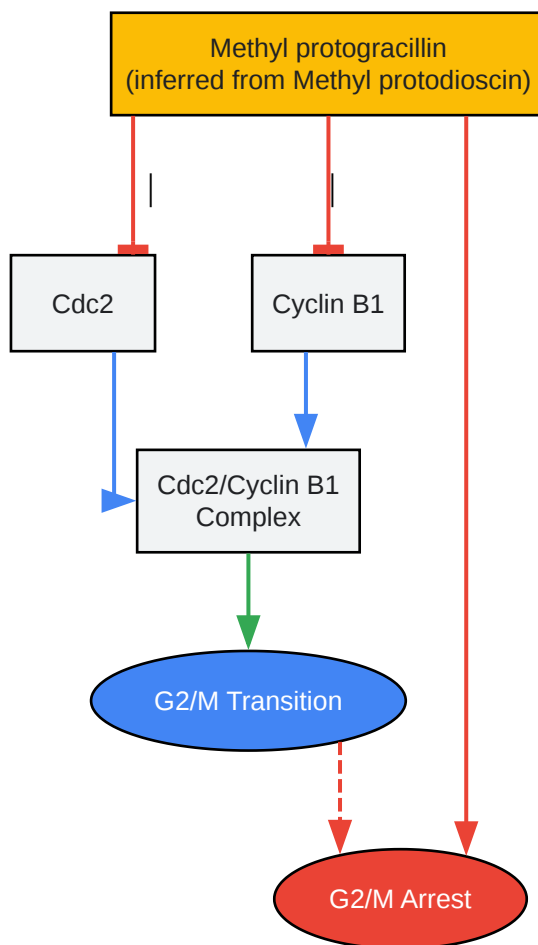 Methyl protogracillin
(inferred from Methyl protodioscin)
|
|
Cdc2
Cyclin B1
Cdc2/Cyclin B1
Complex
G2/M Transition
G2/M Arrest